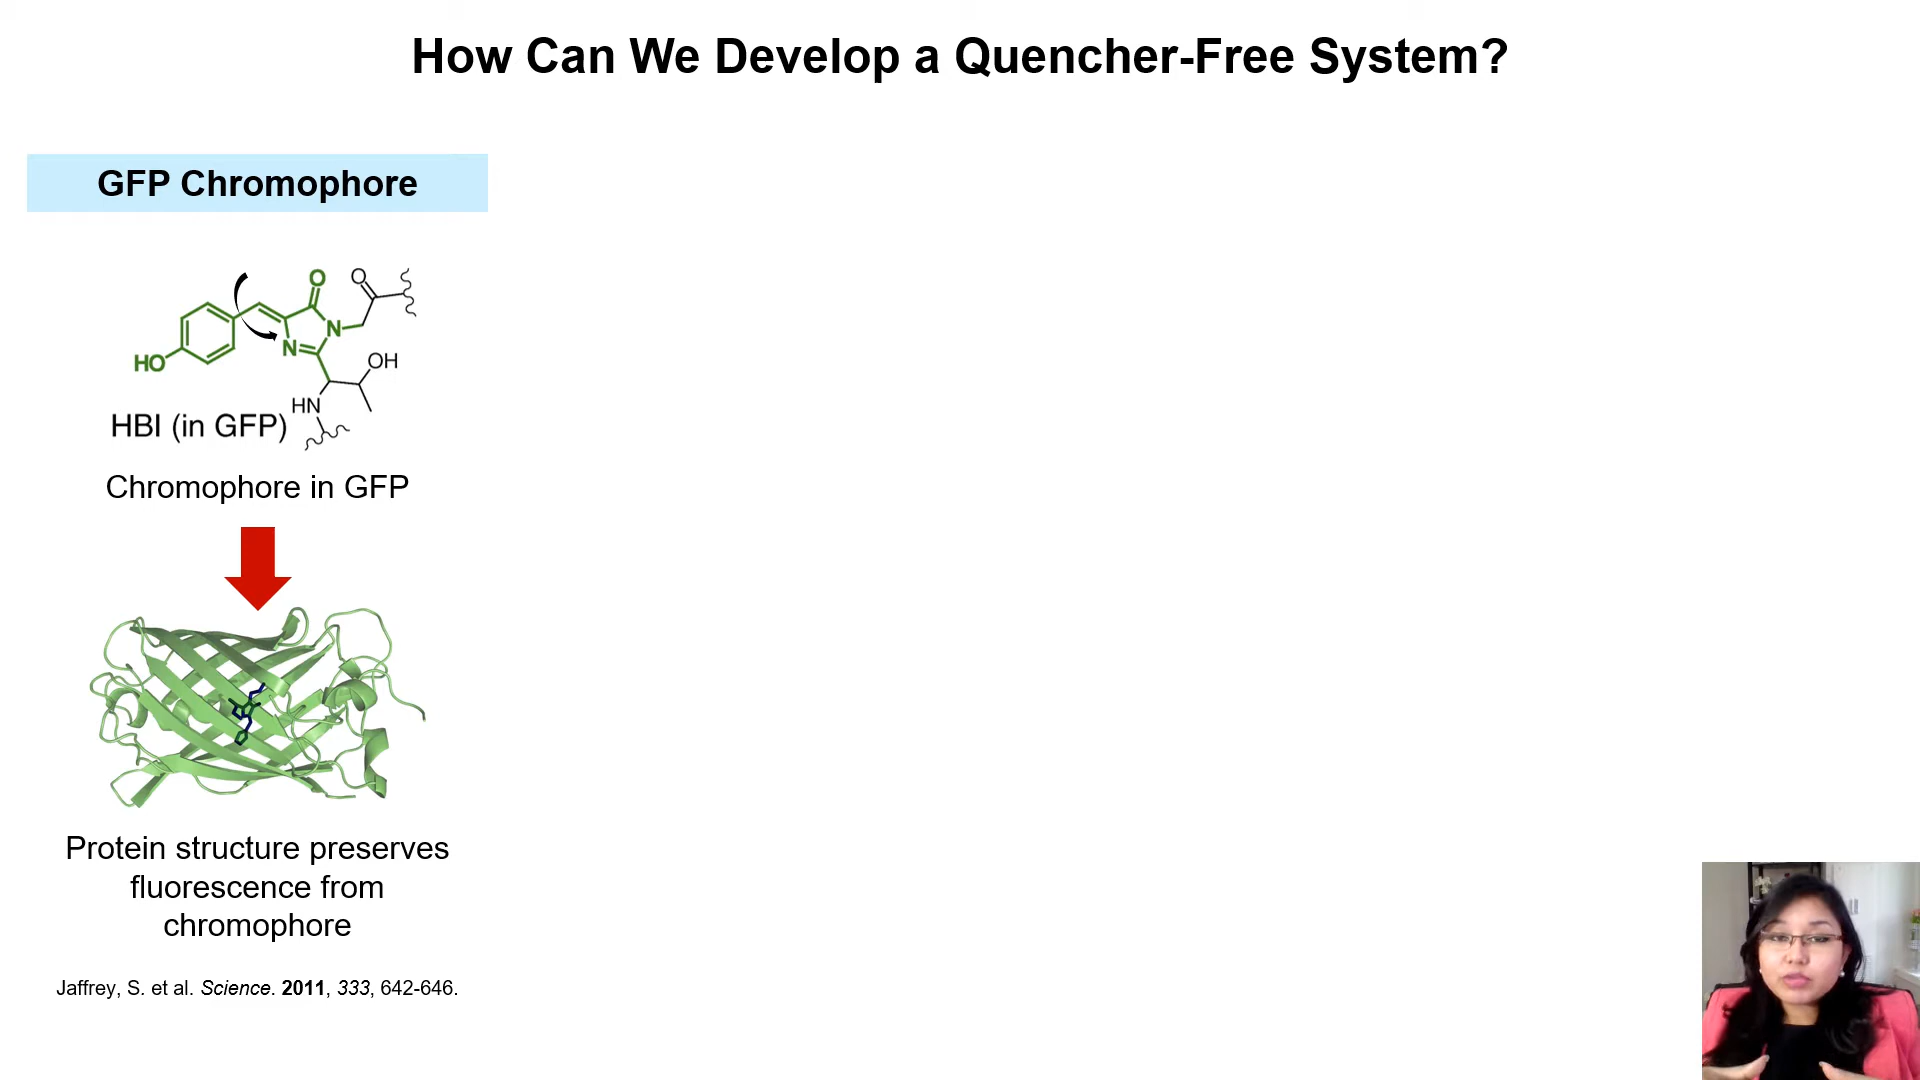 How Can We Develop a Quencher-Free System?
GFP Chromophore
O
O
N
N
HO
OH
HN
HBI (in GFP)
Chromophore in GFP
Protein structure preserves
fluorescence from
chromophore
Jaffrey, S. et al. Science. 2011, 333, 642-646.